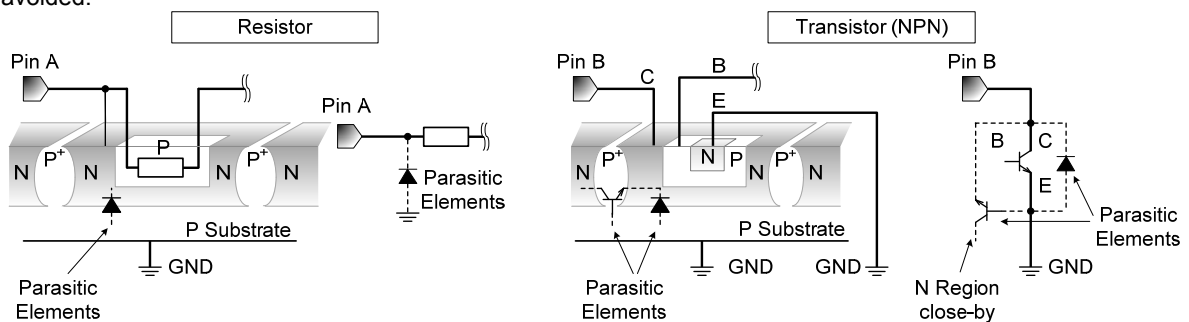 avoided.
Resistor
Transistor (NPN)
Pin A
Pin A
N
P+
N
P
N
P+
N
Parasitic
Elements
P Substrate
GND
Parasitic
Elements
Pin B
C
B
E
N
P+
N
N
P
N
P+
N
P Substrate
GND
GND
Parasitic
Elements
Pin B
B
C
E
Parasitic
Elements
GND
N Region
close-by